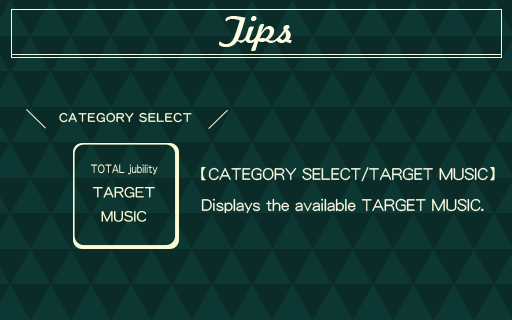 Tips
CATEGORY SELECT
TOTAL jubility
TARGET
MUSIC
【CATEGORY SELECT/TARGET MUSIC】
Displays the available TARGET MUSIC.